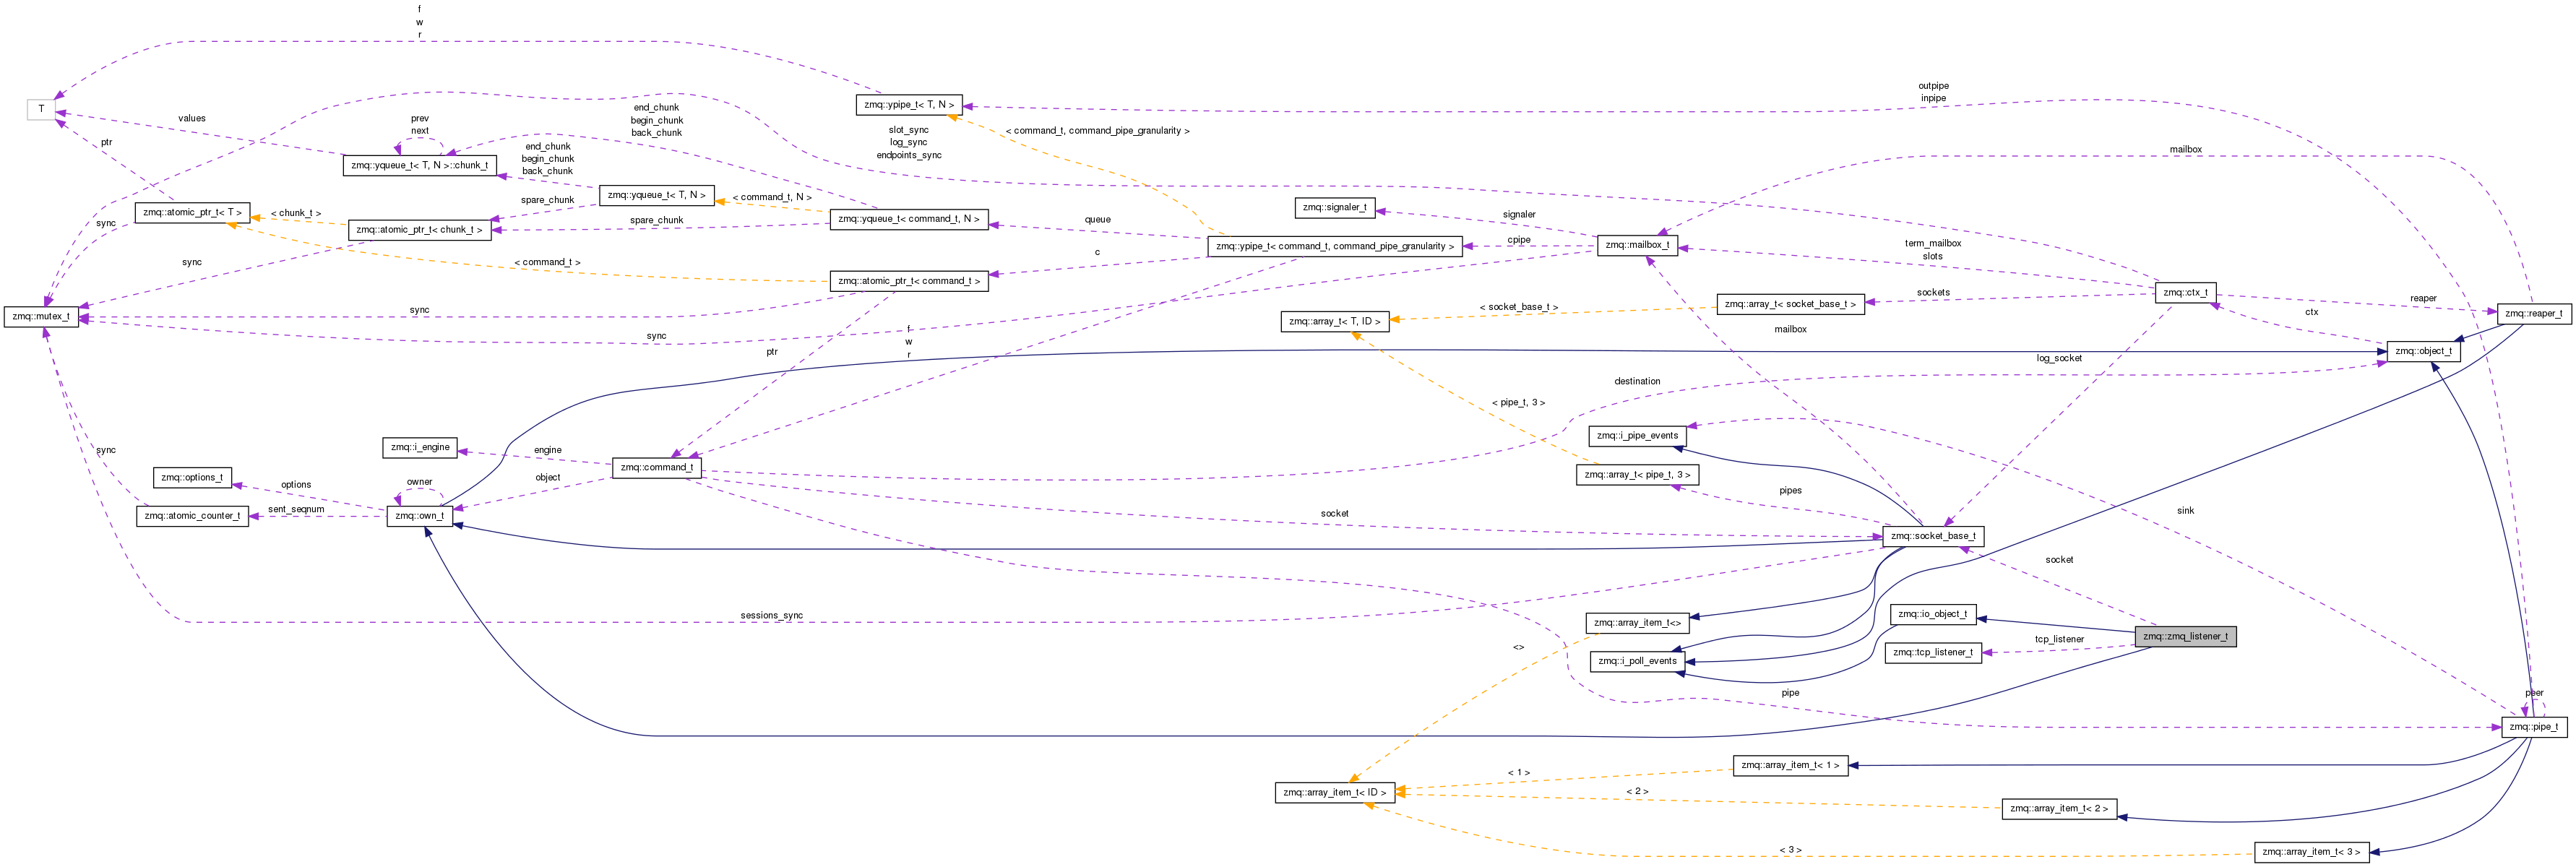 f
w
r
T
zmq::ypipe_t< T, N >
outpipe
inpipe
values
ptr
prev
next
end_chunk
begin_chunk
back_chunk
slot_sync
log_sync
endpoints_sync
< command_t, command_pipe_granularity >
mailbox
zmq::yqueue_t< T, N >::chunk_t
end_chunk
begin_chunk
back_chunk
zmq::yqueue_t< T, N >
< command_t, N >
spare_chunk
zmq::atomic_ptr_t< T >
< chunk_t >
zmq::atomic_ptr_t< chunk_t >
spare_chunk
zmq::yqueue_t< command_t, N >
queue
zmq::signaler_t
signaler
sync
zmq::ypipe_t< command_t, command_pipe_granularity >
cpipe
zmq::mailbox_t
term_mailbox
slots
c
sync
< command_t >
zmq::atomic_ptr_t< command_t >
zmq::ctx_t
sockets
zmq::array_t< socket_base_t >
< socket_base_t >
reaper
zmq::reaper_t
zmq::mutex_t
sync
sync
zmq::array_t< T, ID >
mailbox
ctx
f
w
r
ptr
zmq::object_t
log_socket
destination
< pipe_t, 3 >
zmq::i_pipe_events
zmq::i_engine
engine
sync
zmq::command_t
zmq::options_t
options
owner
object
zmq::array_t< pipe_t, 3 >
pipes
zmq::atomic_counter_t
sent_seqnum
zmq::own_t
socket
sink
zmq::socket_base_t
socket
sessions_sync
zmq::array_item_t<>
zmq::io_object_t
zmq::zmq_listener_t
tcp_listener
<>
zmq::i_poll_events
zmq::tcp_listener_t
pipe
peer
zmq::pipe_t
zmq::array_item_t< 1 >
< 1 >
zmq::array_item_t< ID >
< 2 >
zmq::array_item_t< 2 >
< 3 >
zmq::array_item_t< 3 >